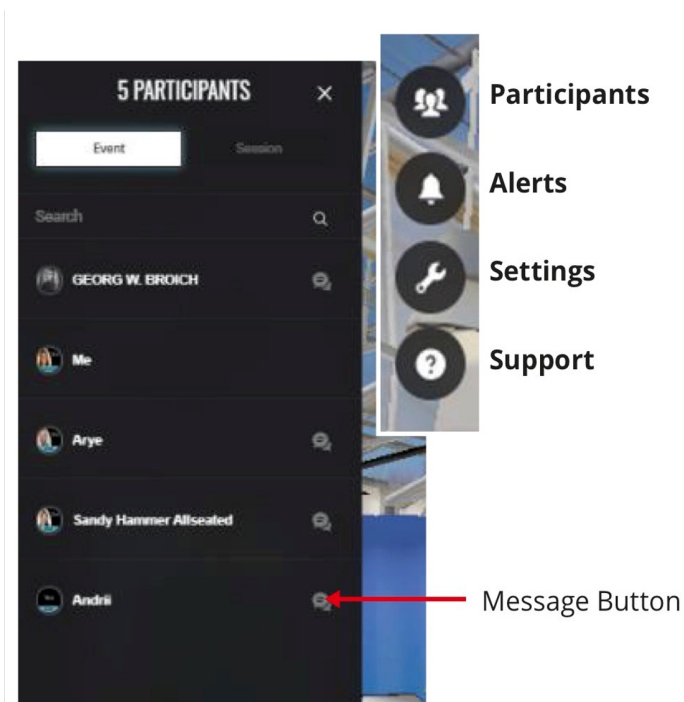 5 PARTICIPANTS
Event
Session
Search
GEORG W. BROICH
Me
Arye
Sandy Hammer Allseated
Andrii
Participants
Alerts
Settings
Support
Message Button